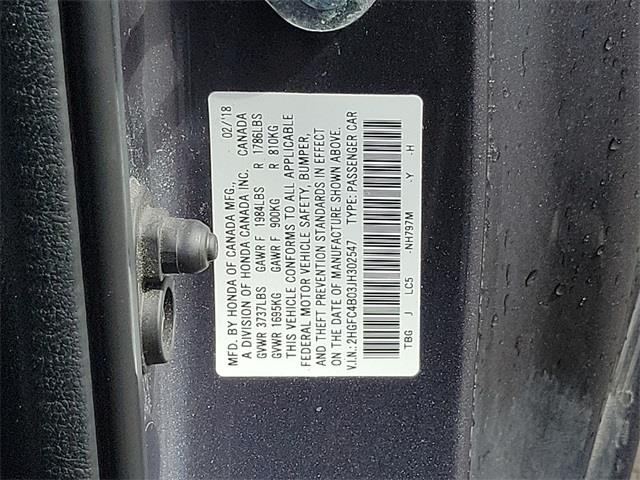 MFD. BY HONDA OF CANADA MFG., 02/18
A DIVISION OF HONDA CANADA INC. CANADA
GVWR 3737LBS GAWR F 1984LBS R 1786LBS
GVWR 1695KG GAWR F 900KG R 810KG
THIS VEHICLE CONFORMS TO ALL APPLICABLE
FEDERAL MOTOR VEHICLE SAFETY, BUMPER,
AND THEFT PREVENTION STANDARDS IN EFFECT
ON THE DATE OF MANUFACTURE SHOWN ABOVE.
V.I.N.: 2HGFC4B03JH302547 TYPE: PASSENGER CAR
TBG J LC5 -NH797M -Y -H